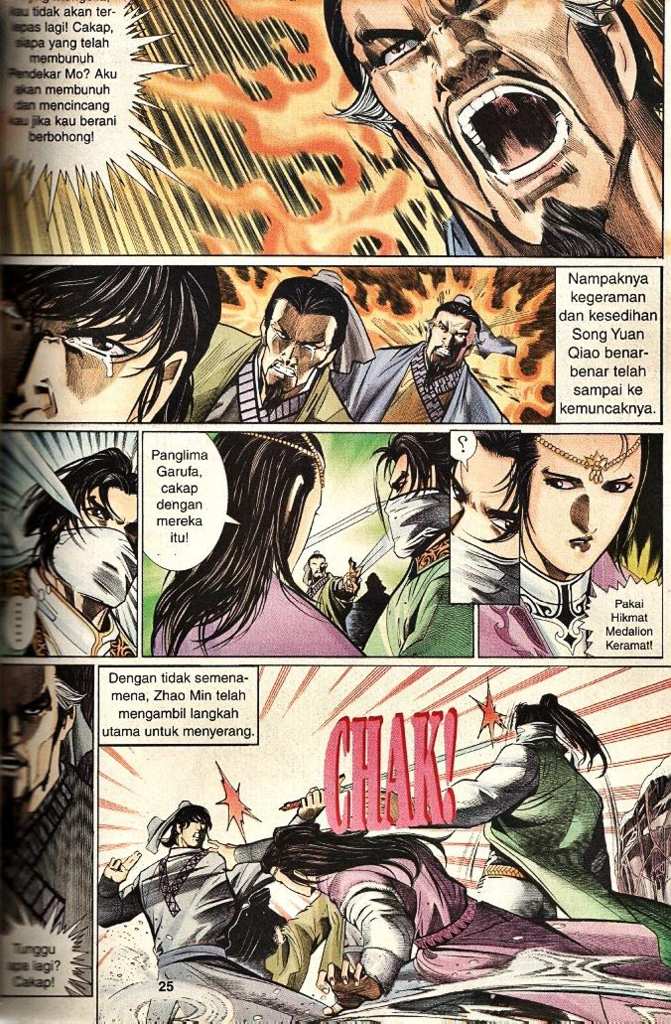 kau tidak akan ter-
lepas lagi! Cakap,
siapa yang telah
membunuh
Pendekar Mo? Aku
akan membunuh
dan mencincang
kau jika kau berani
berbohong!
Nampaknya
kegeraman
dan kesedihan
Song Yuan
Qiao benar-
benar telah
sampai ke
kemuncaknya.
Panglima
Garufa,
cakap
dengan
mereka
itu!
?
Pakai
Hikmat
Medalion
Keramat!
Dengan tidak semena-
mena, Zhao Min telah
mengambil langkah
utama untuk menyerang.
CHAK!
Tunggu
apa lagi?
Cakap!
25